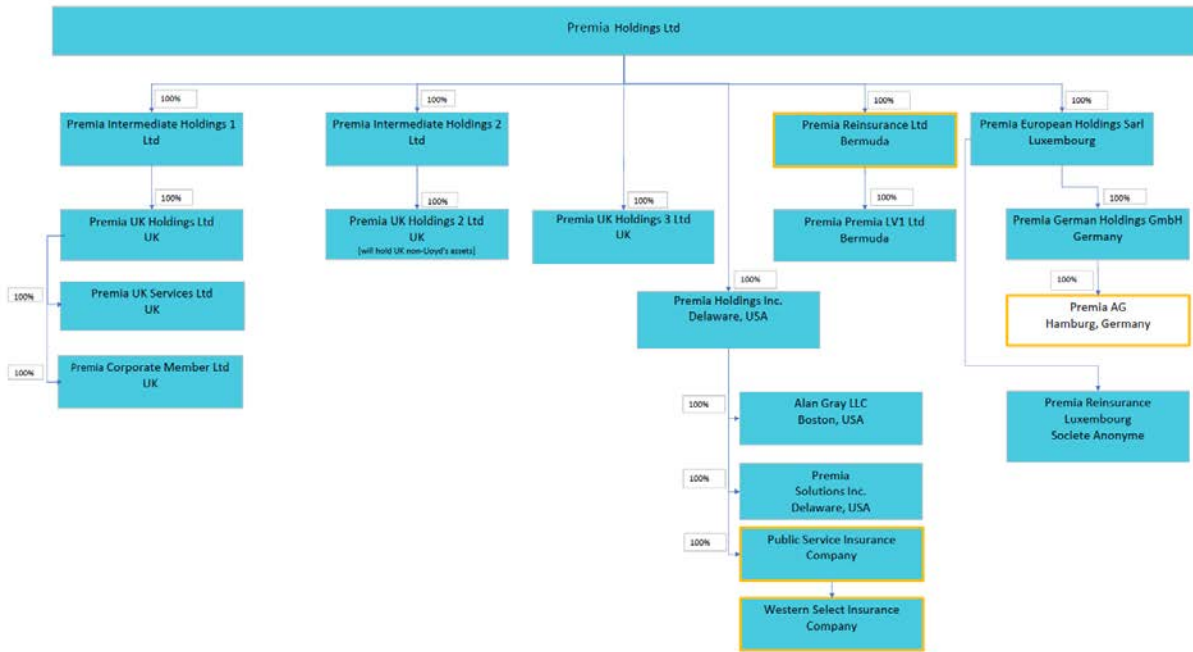 Premia Holdings Ltd
100%
100%
100%
100%
Premia Intermediate Holdings 1
Ltd
Premia Intermediate Holdings 2
Ltd
Premia Reinsurance Ltd
Bermuda
Premia European Holdings Sarl
Luxembourg
100%
100%
100%
100%
100%
Premia UK Holdings Ltd
UK
Premia UK Holdings 2 Ltd
UK
[will hold UK non-Lloyd's assets]
Premia UK Holdings 3 Ltd
UK
Premia Premia LV1 Ltd
Bermuda
Premia German Holdings GmbH
Germany
100%
100%
100%
Premia UK Services Ltd
UK
Premia Holdings Inc.
Delaware, USA
Premia AG
Hamburg, Germany
100%
Premia Corporate Member Ltd
UK
100%
Alan Gray LLC
Boston, USA
Premia Reinsurance
Luxembourg
Societe Anonyme
100%
Premia
Solutions Inc.
Delaware, USA
100%
Public Service Insurance
Company
Western Select Insurance
Company